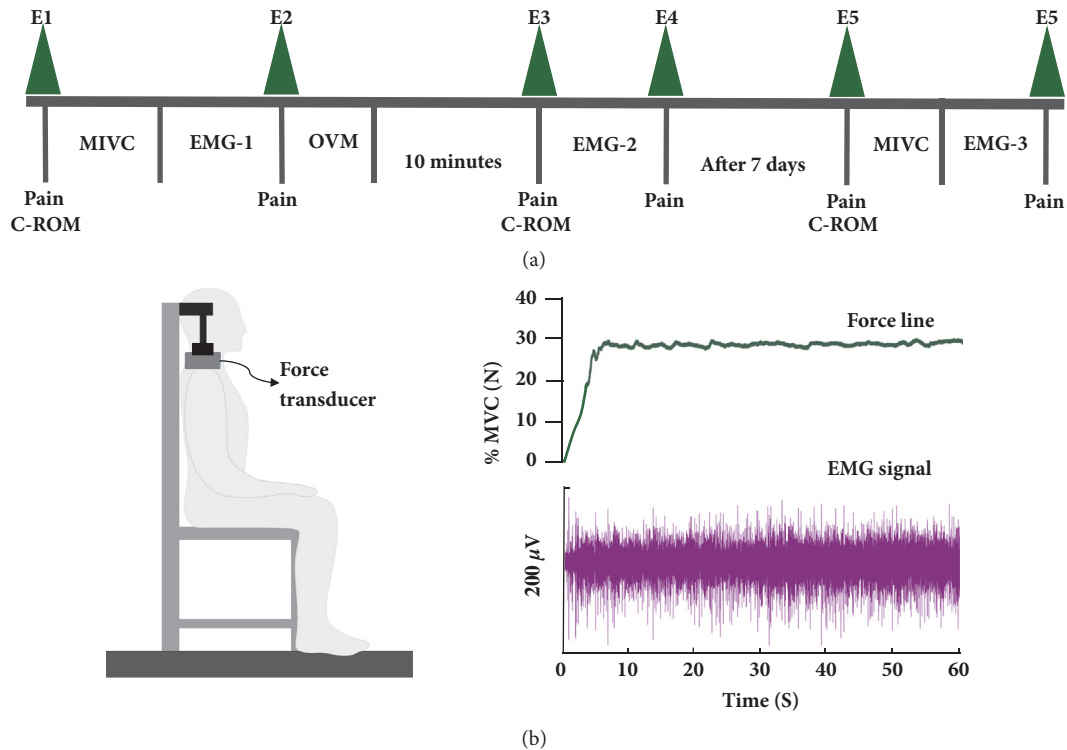 E1 E2 E3 E4 E5 E5
MIVC EMG-1 OVM 10 minutes EMG-2 After 7 days MIVC EMG-3
Pain Pain Pain Pain Pain Pain
C-ROM C-ROM C-ROM
(a)
Force
transducer
% MVC (N)
40
30
20
10
0
Force line
EMG signal
200 μV
0 10 20 30 40 50 60
Time (S)
(b)